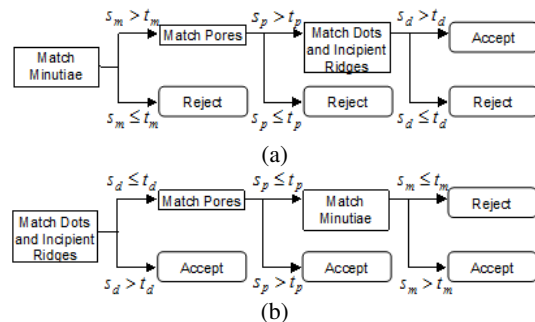 s_m > t_m
s_p > t_p
s_d > t_d
Match Minutiae
Match Pores
Match Dots and Incipient Ridges
Accept
Reject
Reject
Reject
s_m ≤ t_m
s_p ≤ t_p
s_d ≤ t_d
(a)
s_d ≤ t_d
s_p ≤ t_p
s_m ≤ t_m
Match Dots and Incipient Ridges
Match Pores
Match Minutiae
Reject
Accept
Accept
Accept
s_d > t_d
s_p > t_p
s_m > t_m
(b)